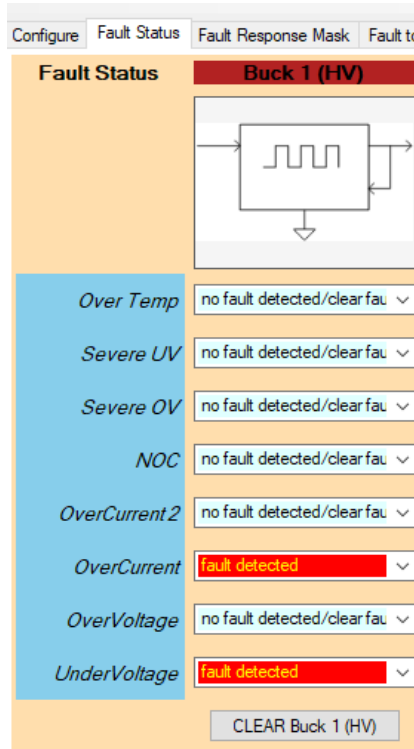 Configure Fault Status Fault Response Mask Fault to
Fault Status Buck 1 (HV)
Over Temp no fault detected/clear fau
Severe UV no fault detected/clear fau
Severe OV no fault detected/clear fau
NOC no fault detected/clear fau
OverCurrent2 no fault detected/clear fau
OverCurrent fault detected
OverVoltage no fault detected/clear fau
UnderVoltage fault detected
CLEAR Buck 1 (HV)